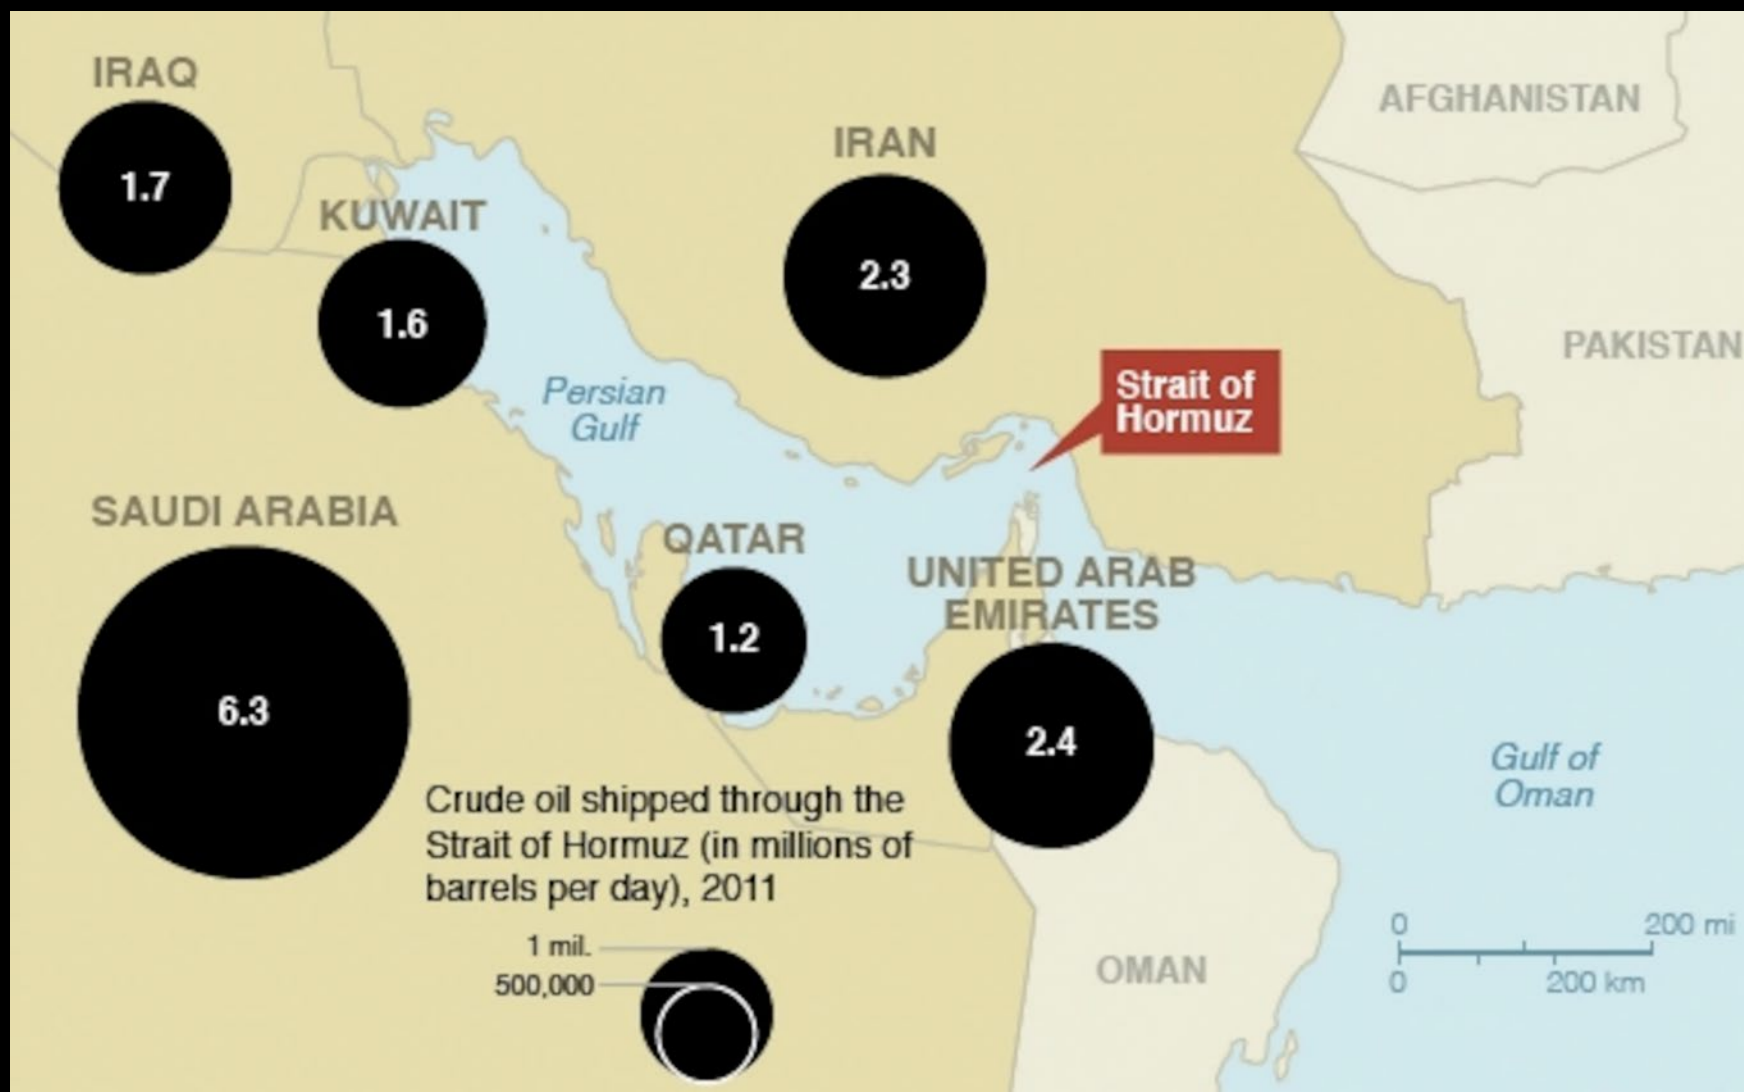 IRAQ
1.7
KUWAIT
1.6
IRAN
2.3
AFGHANISTAN
PAKISTAN
Strait of
Hormuz
Persian
Gulf
SAUDI ARABIA
6.3
QATAR
1.2
UNITED ARAB
EMIRATES
2.4
Gulf of
Oman
Crude oil shipped through the
Strait of Hormuz (in millions of
barrels per day), 2011
1 mil.
500,000
OMAN
0 200 mi
0 200 km